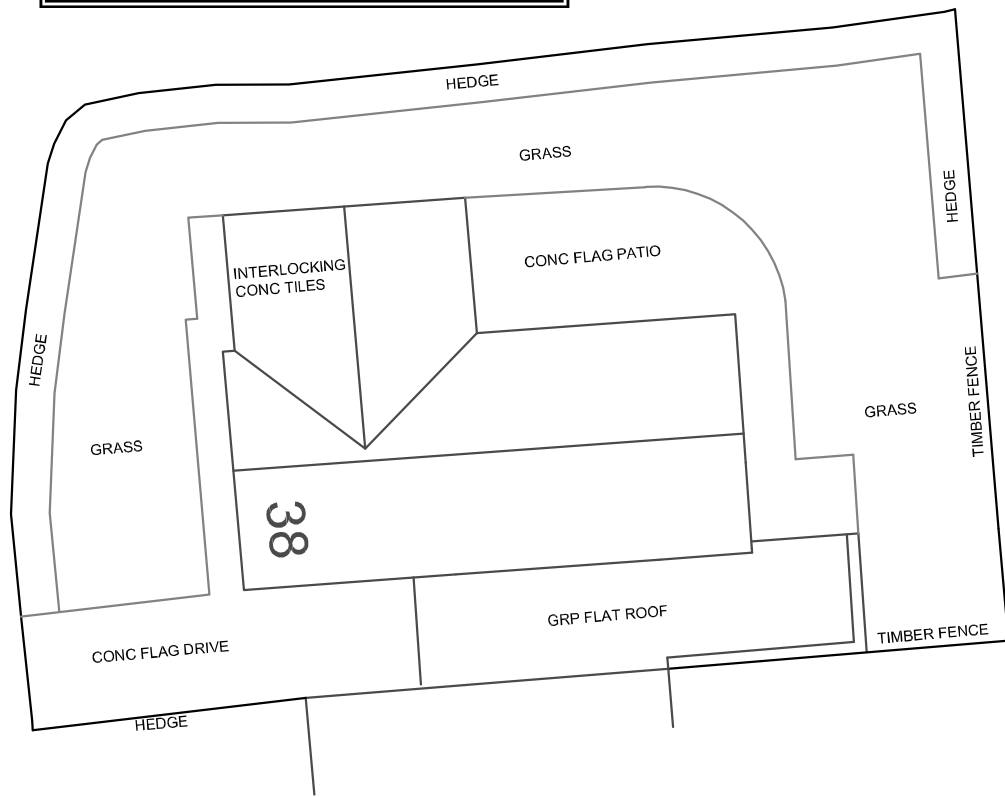 HEDGE
GRASS
HEDGE
CONC FLAG PATIO
INTERLOCKING
CONC TILES
HEDGE
TIMBER FENCE
GRASS
GRASS
38
GRP FLAT ROOF
TIMBER FENCE
CONC FLAG DRIVE
HEDGE